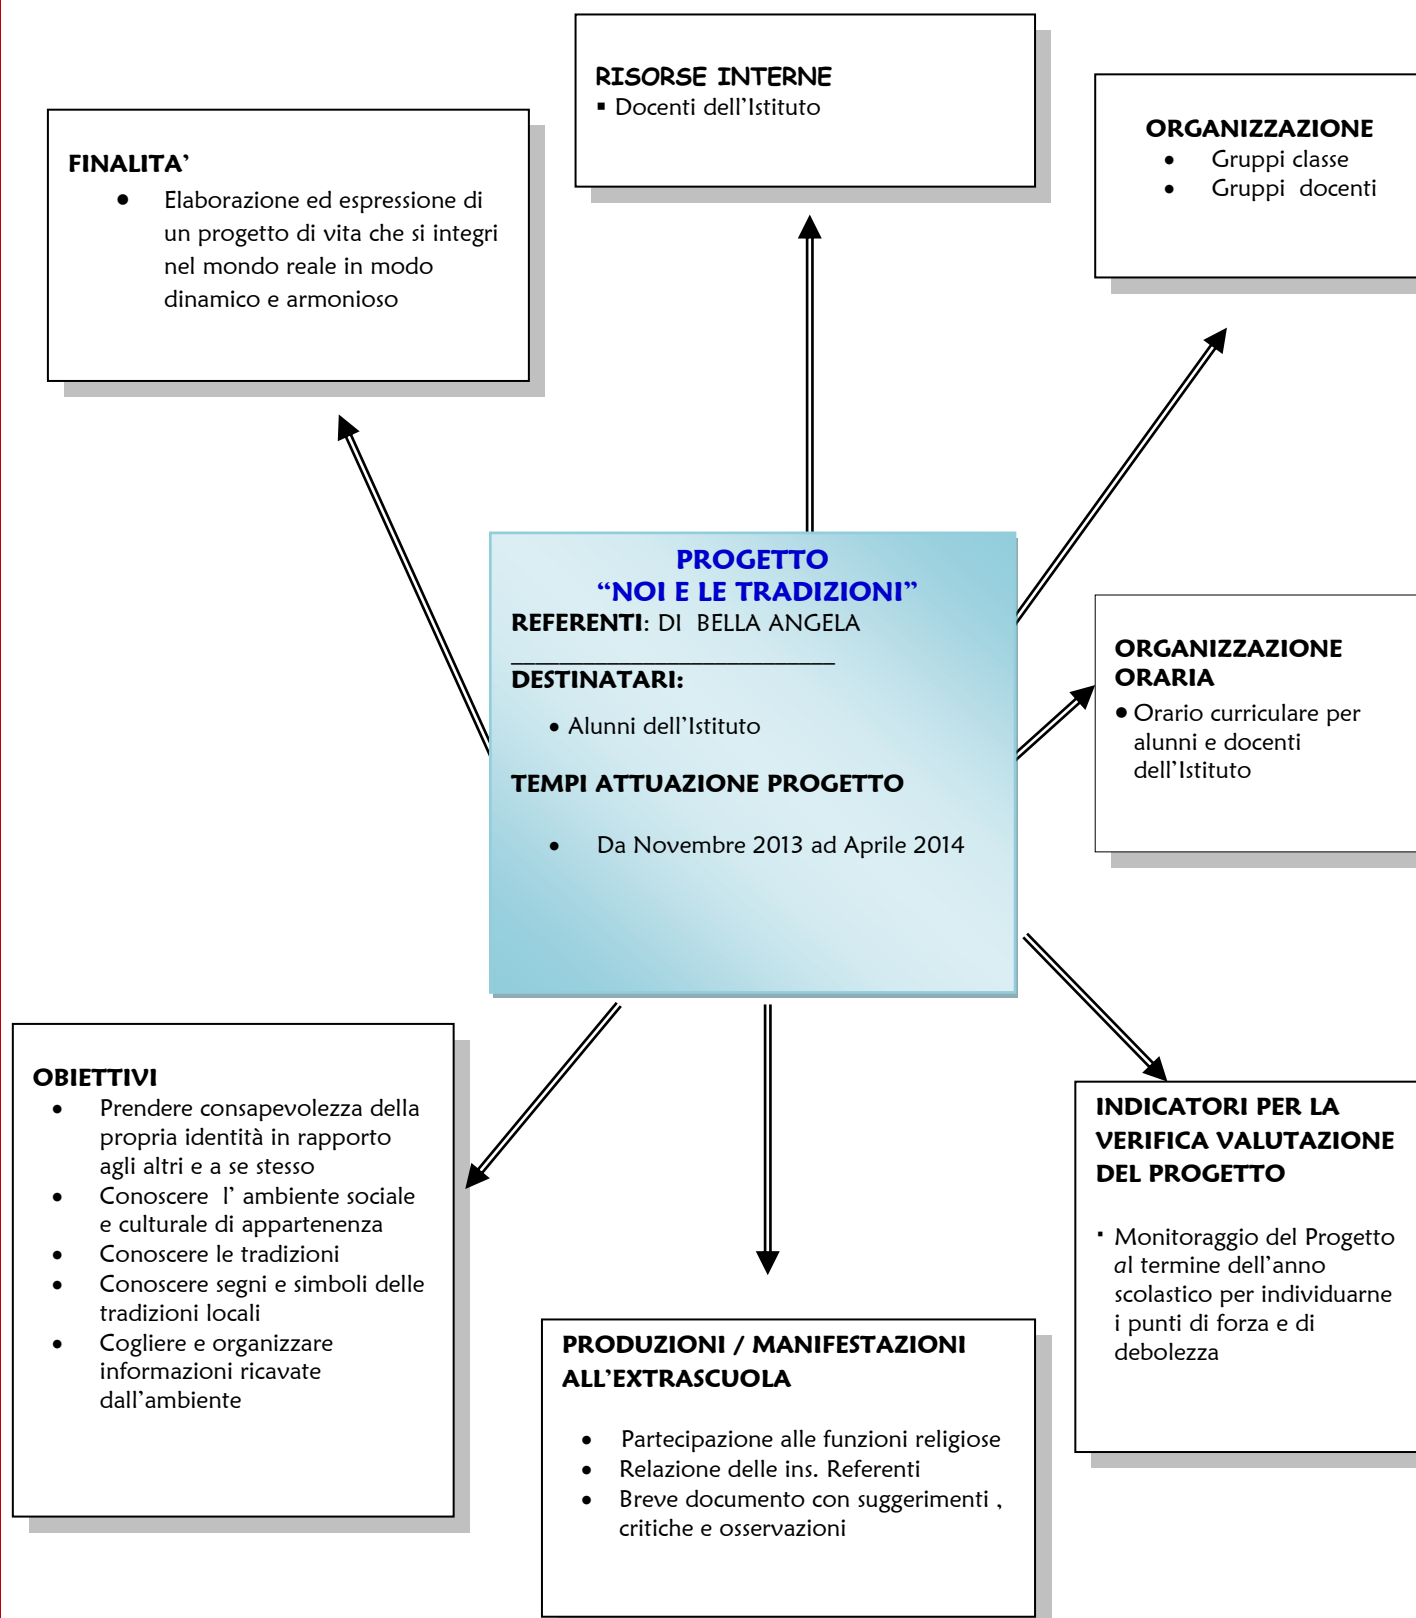 RISORSE INTERNE
▪ Docenti dell'Istituto
ORGANIZZAZIONE
• Gruppi classe
• Gruppi docenti
FINALITA'
• Elaborazione ed espressione di
un progetto di vita che si integri
nel mondo reale in modo
dinamico e armonioso
PROGETTO
“NOI E LE TRADIZIONI”
REFERENTI: DI BELLA ANGELA
___________________________
DESTINATARI:
• Alunni dell'Istituto
TEMPI ATTUAZIONE PROGETTO
• Da Novembre 2013 ad Aprile 2014
ORGANIZZAZIONE
ORARIA
• Orario curriculare per
alunni e docenti
dell'Istituto
OBIETTIVI
• Prendere consapevolezza della
propria identità in rapporto
agli altri e a se stesso
• Conoscere l' ambiente sociale
e culturale di appartenenza
• Conoscere le tradizioni
• Conoscere segni e simboli delle
tradizioni locali
• Cogliere e organizzare
informazioni ricavate
dall'ambiente
INDICATORI PER LA
VERIFICA VALUTAZIONE
DEL PROGETTO
▪ Monitoraggio del Progetto
al termine dell'anno
scolastico per individuarne
i punti di forza e di
debolezza
PRODUZIONI / MANIFESTAZIONI
ALL'EXTRASCUOLA
• Partecipazione alle funzioni religiose
• Relazione delle ins. Referenti
• Breve documento con suggerimenti ,
critiche e osservazioni